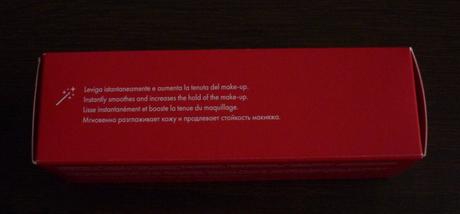 Leviga istantaneamente e aumenta la tenuta del make-up.
Instantly smoothes and increases the hold of the make-up.
Lisse instantanément et booste la tenue du maquillage.
Мгновенно разглаживает кожу и продлевает стойкость макияжа.